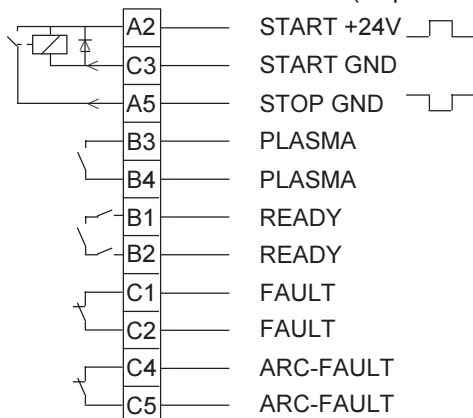 A2 START +24V
C3 START GND
A5 STOP GND
B3 PLASMA
B4 PLASMA
B1 READY
B2 READY
C1 FAULT
C2 FAULT
C4 ARC-FAULT
C5 ARC-FAULT